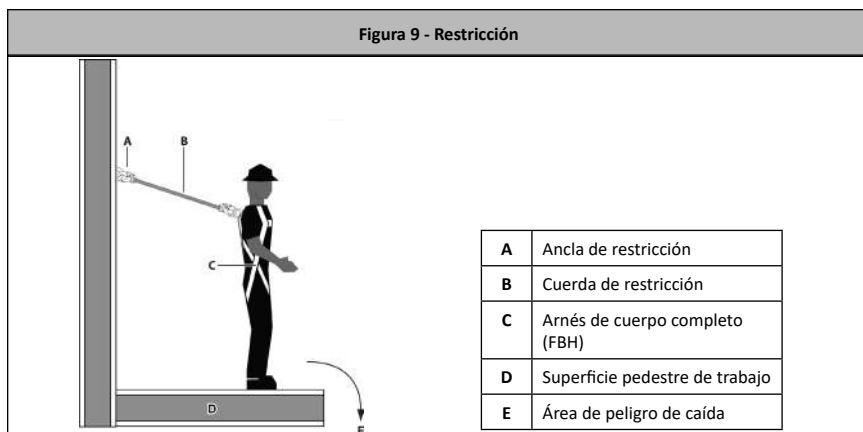 Figura 9 - Restricción
A
B
C
D
E
A Ancla de restricción
B Cuerda de restricción
C Arnés de cuerpo completo
(FBH)
D Superficie pedestre de trabajo
E Área de peligro de caída